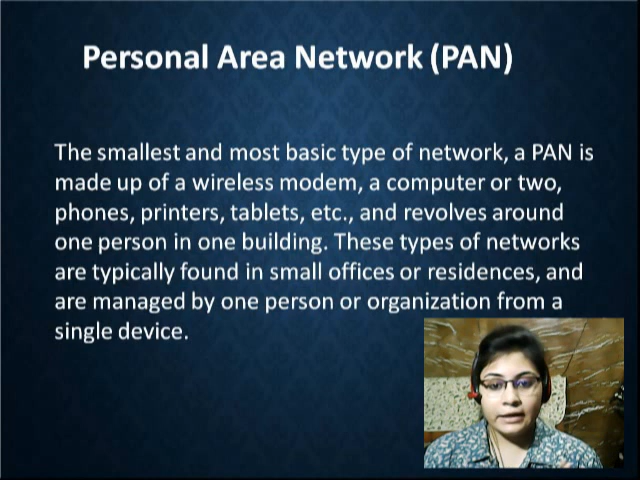 Personal Area Network (PAN)
The smallest and most basic type of network, a PAN is
made up of a wireless modem, a computer or two,
phones, printers, tablets, etc., and revolves around
one person in one building. These types of networks
are typically found in small offices or residences, and
are managed by one person or organization from a
single device.